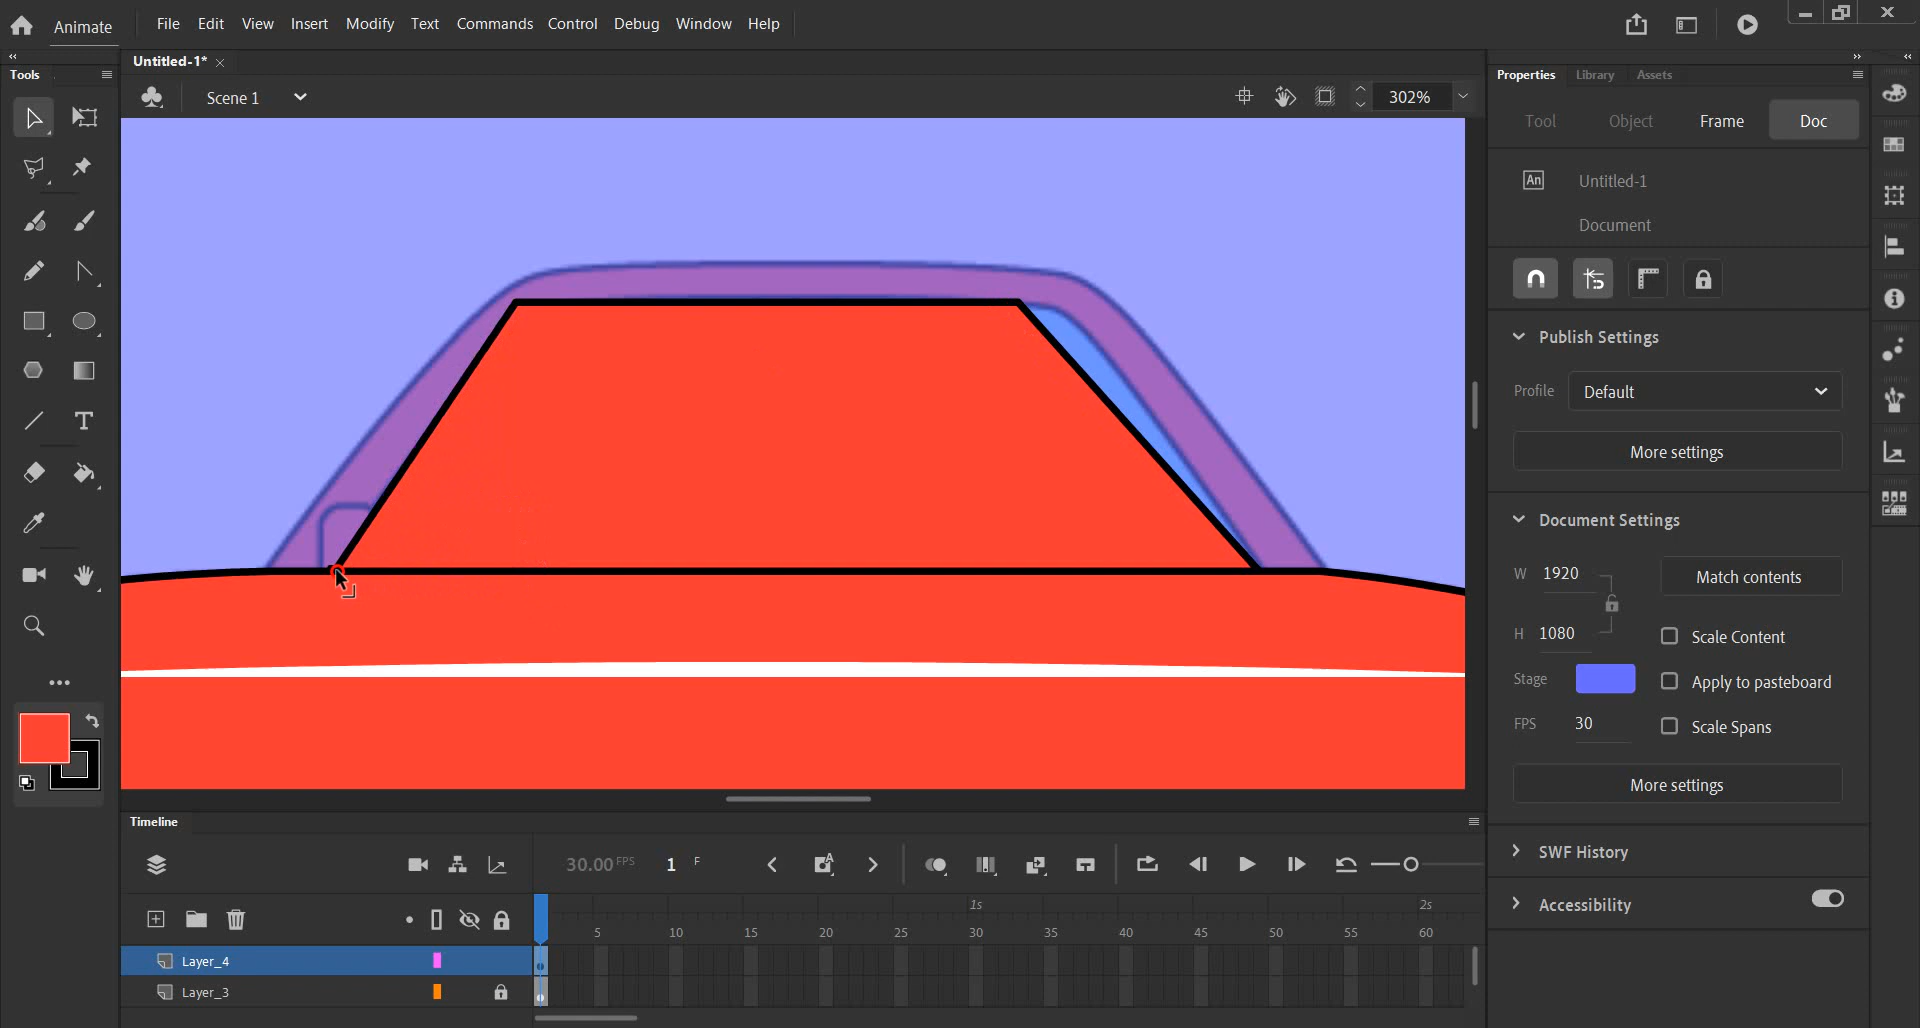 Animate
File Edit View Insert Modify Text Commands Control Debug Window Help
Tools
Untitled-1*
Scene 1
302%
Properties Library Assets
Tool Object Frame Doc
An Untitled-1
Document
Publish Settings
Profile Default
More settings
Document Settings
W 1920
Match contents
H 1080
Scale Content
Stage
Apply to pasteboard
FPS 30
Scale Spans
More settings
SWF History
Accessibility
Timeline
30.00 FPS 1 F
1s 2s
5 10 15 20 25 30 35 40 45 50 55 60
Layer_4
Layer_3